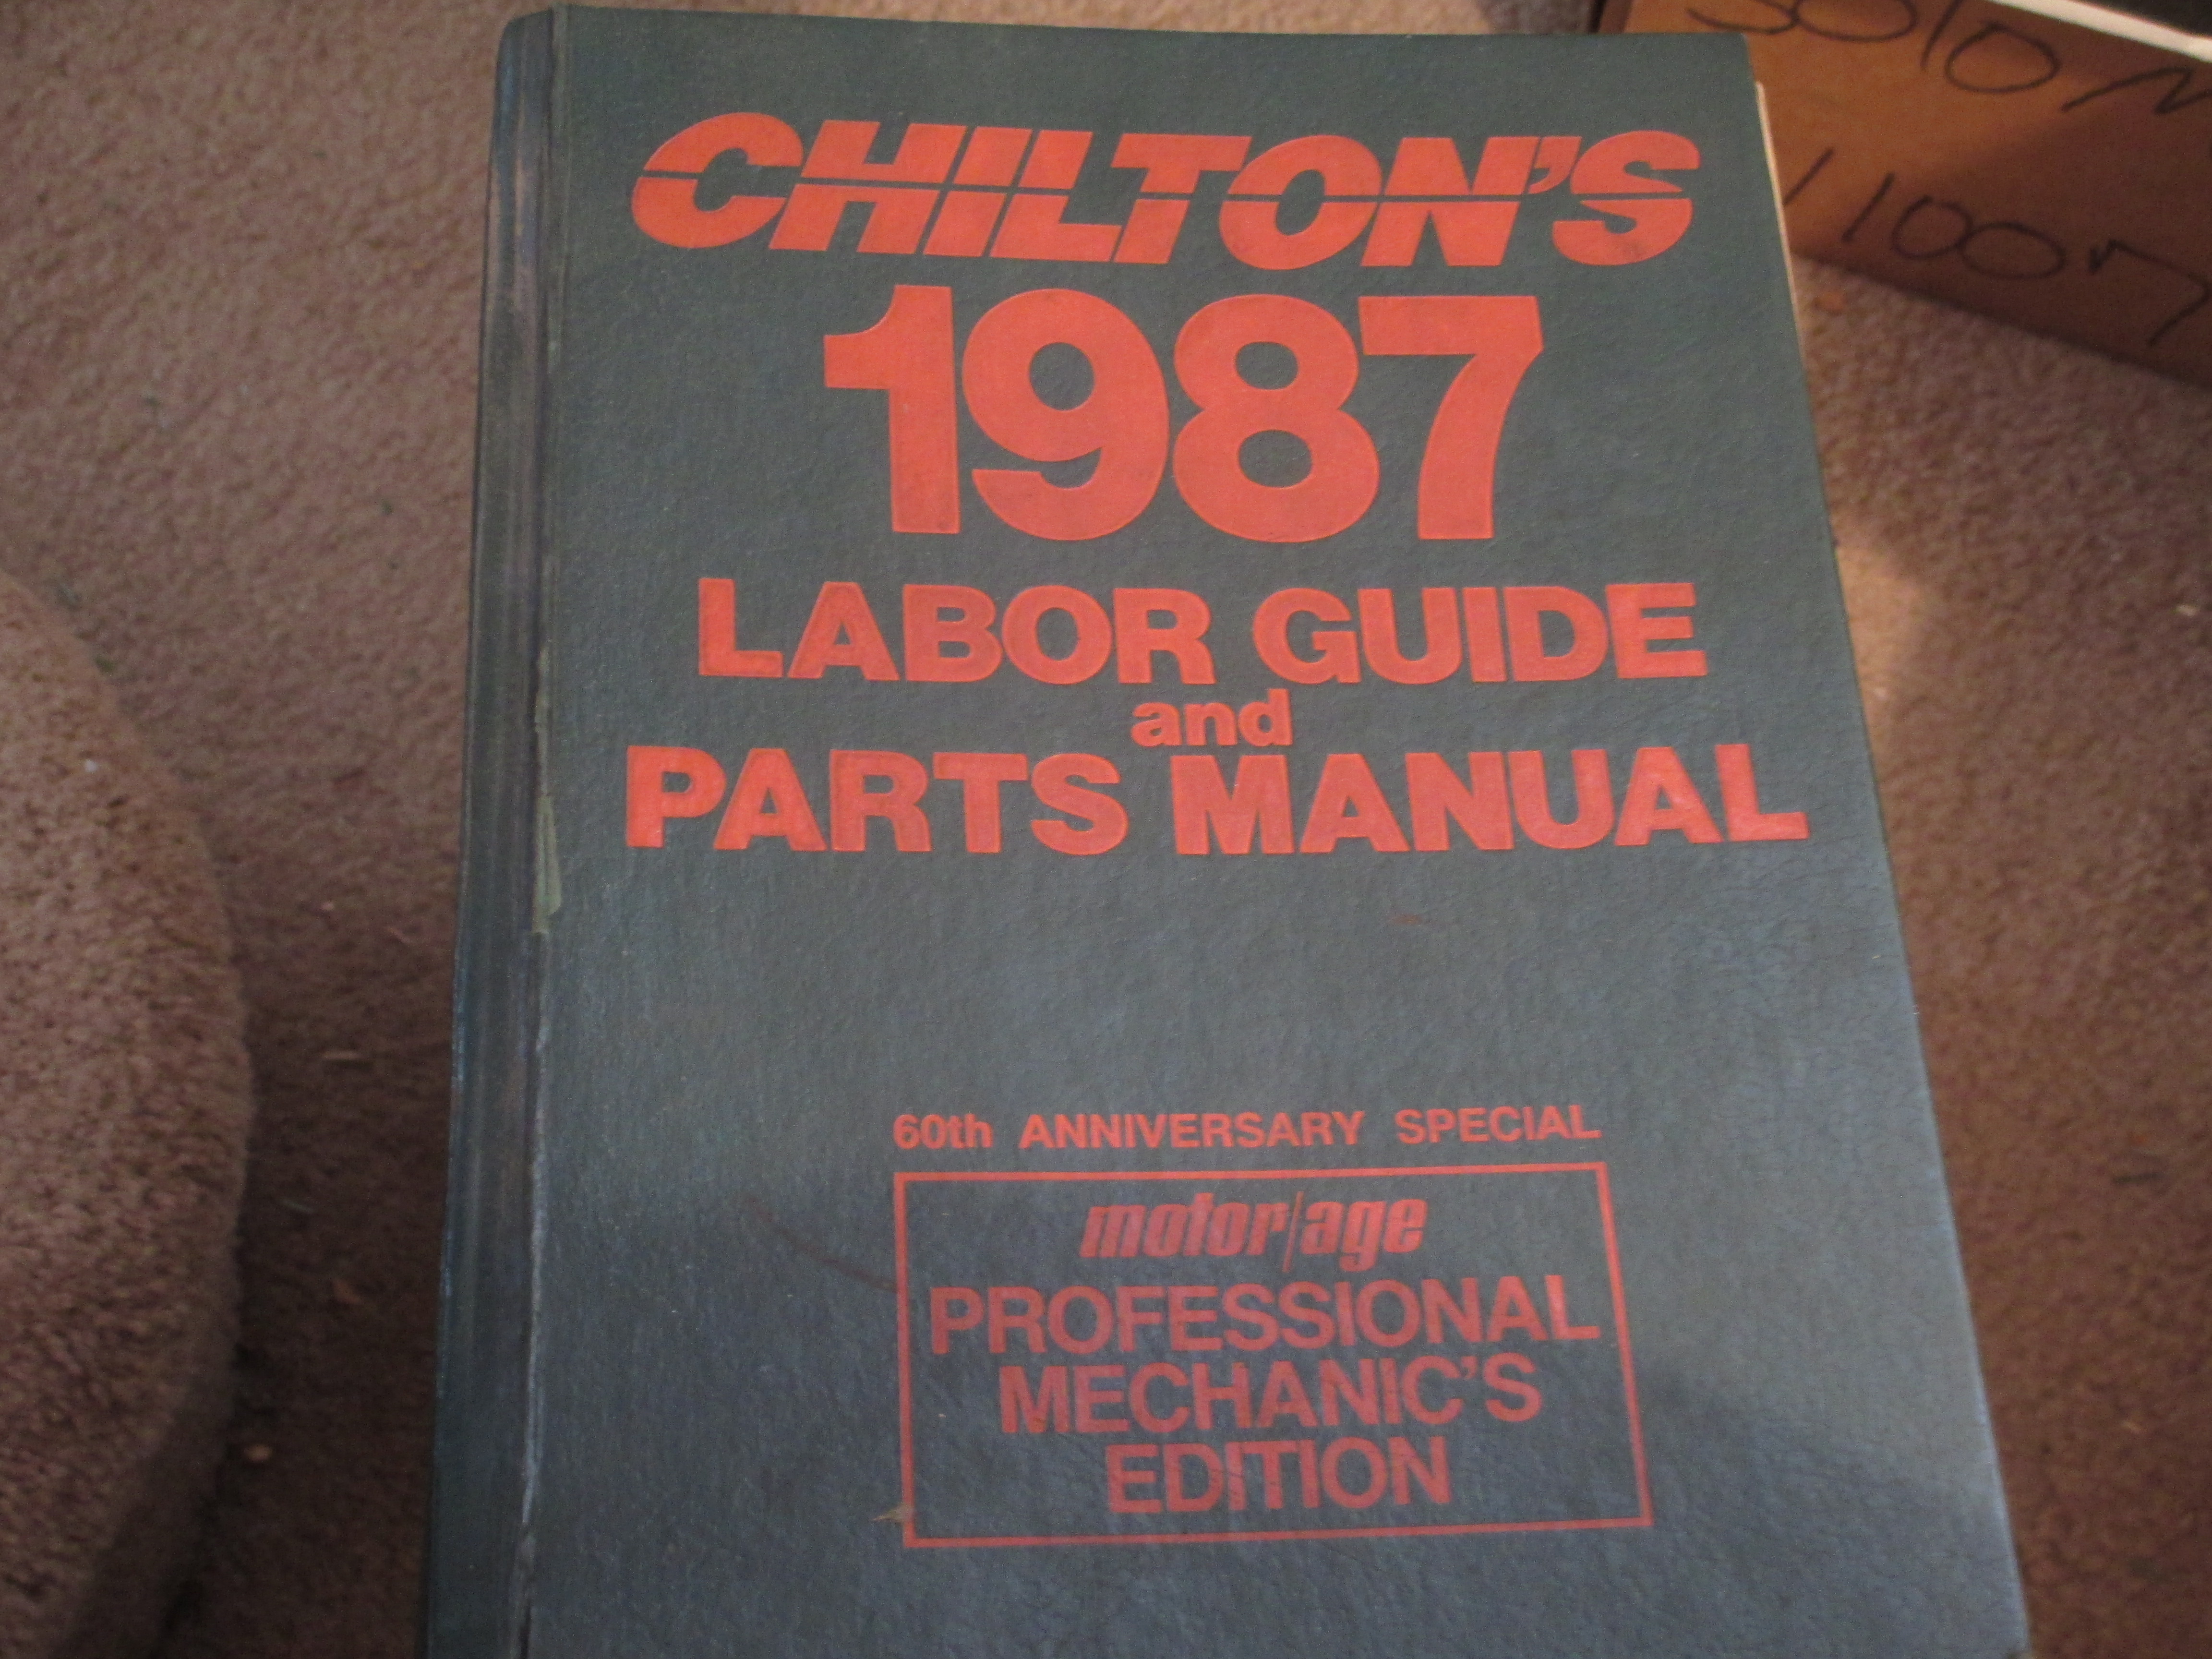 CHILTON'S
1987
LABOR GUIDE
and
PARTS MANUAL
60th ANNIVERSARY SPECIAL
motor/age
PROFESSIONAL
MECHANIC'S
EDITION